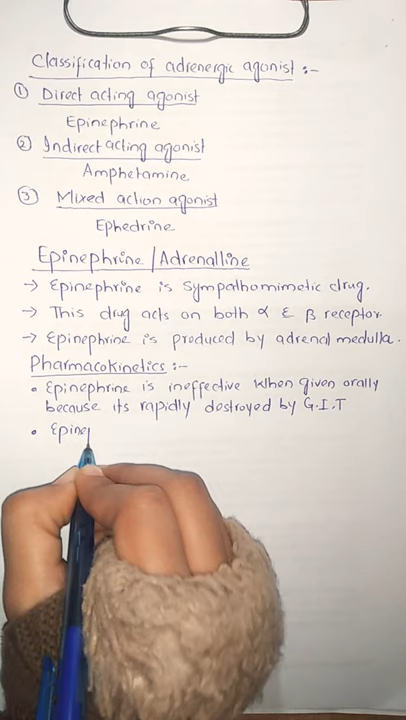 Classification of adrenergic agonist :-
① Direct acting agonist
Epinephrine
② Indirect acting agonist
Amphetamine
③ Mixed action agonist
Ephedrine
Epinephrine / Adrenalline
→ Epinephrine is sympathomimetic drug.
→ This drug acts on both α & β receptor.
→ Epinephrine is produced by adrenal medulla.
Pharmacokinetics :-
• Epinephrine is ineffective when given orally
because its rapidly destroyed by G.I.T
• Epine